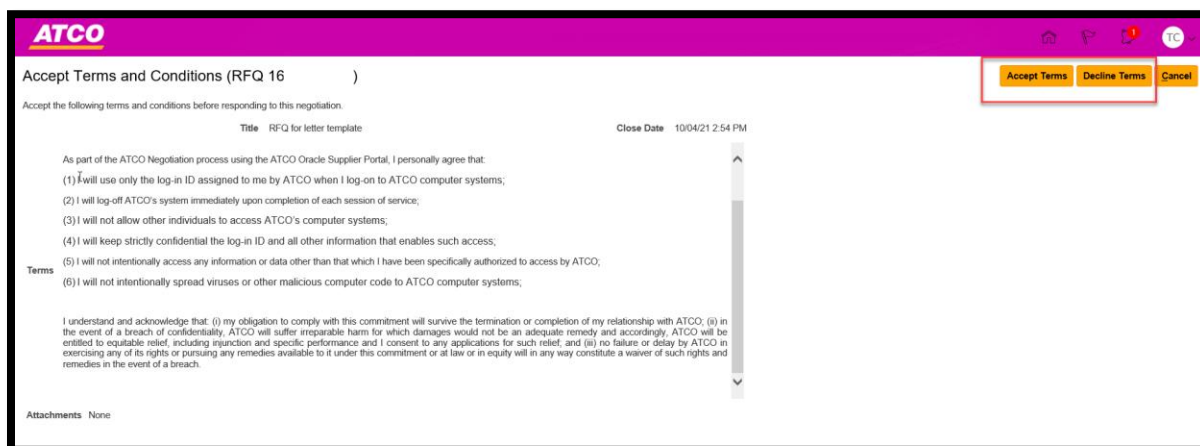 ATCO
1
TC
Accept Terms and Conditions (RFQ 16 )
Accept Terms Decline Terms Cancel
Accept the following terms and conditions before responding to this negotiation.
Title RFQ for letter template Close Date 10/04/21 2:54 PM
As part of the ATCO Negotiation process using the ATCO Oracle Supplier Portal, I personally agree that:
(1) I will use only the log-in ID assigned to me by ATCO when I log-on to ATCO computer systems;
(2) I will log-off ATCO's system immediately upon completion of each session of service;
(3) I will not allow other individuals to access ATCO's computer systems;
(4) I will keep strictly confidential the log-in ID and all other information that enables such access;
(5) I will not intentionally access any information or data other than that which I have been specifically authorized to access by ATCO;
Terms
(6) I will not intentionally spread viruses or other malicious computer code to ATCO computer systems;
I understand and acknowledge that: (i) my obligation to comply with this commitment will survive the termination or completion of my relationship with ATCO; (ii) in
the event of a breach of confidentiality, ATCO will suffer irreparable harm for which damages would not be an adequate remedy and accordingly, ATCO will be
entitled to equitable relief, including injunction and specific performance and I consent to any applications for such relief; and (iii) no failure or delay by ATCO in
exercising any of its rights or pursuing any remedies available to it under this commitment or at law or in equity will in any way constitute a waiver of such rights and
remedies in the event of a breach.
Attachments None